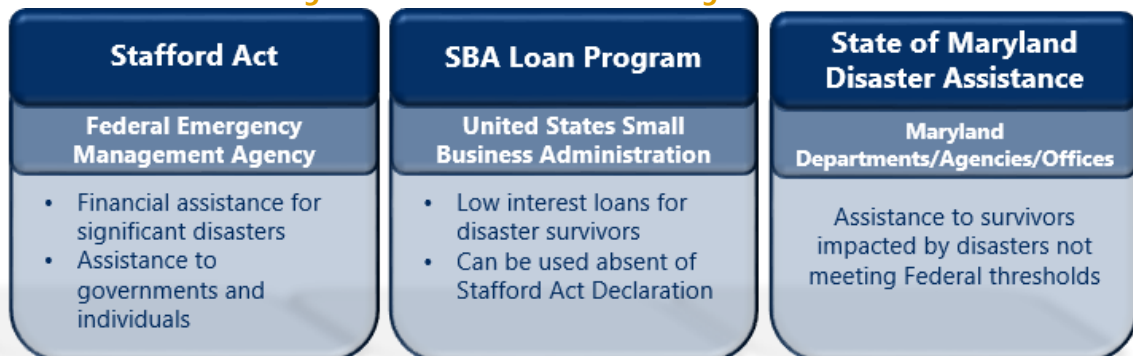 Stafford Act
Federal Emergency
Management Agency
• Financial assistance for
significant disasters
• Assistance to
governments and
individuals
SBA Loan Program
United States Small
Business Administration
• Low interest loans for
disaster survivors
• Can be used absent of
Stafford Act Declaration
State of Maryland
Disaster Assistance
Maryland
Departments/Agencies/Offices
Assistance to survivors
impacted by disasters not
meeting Federal thresholds